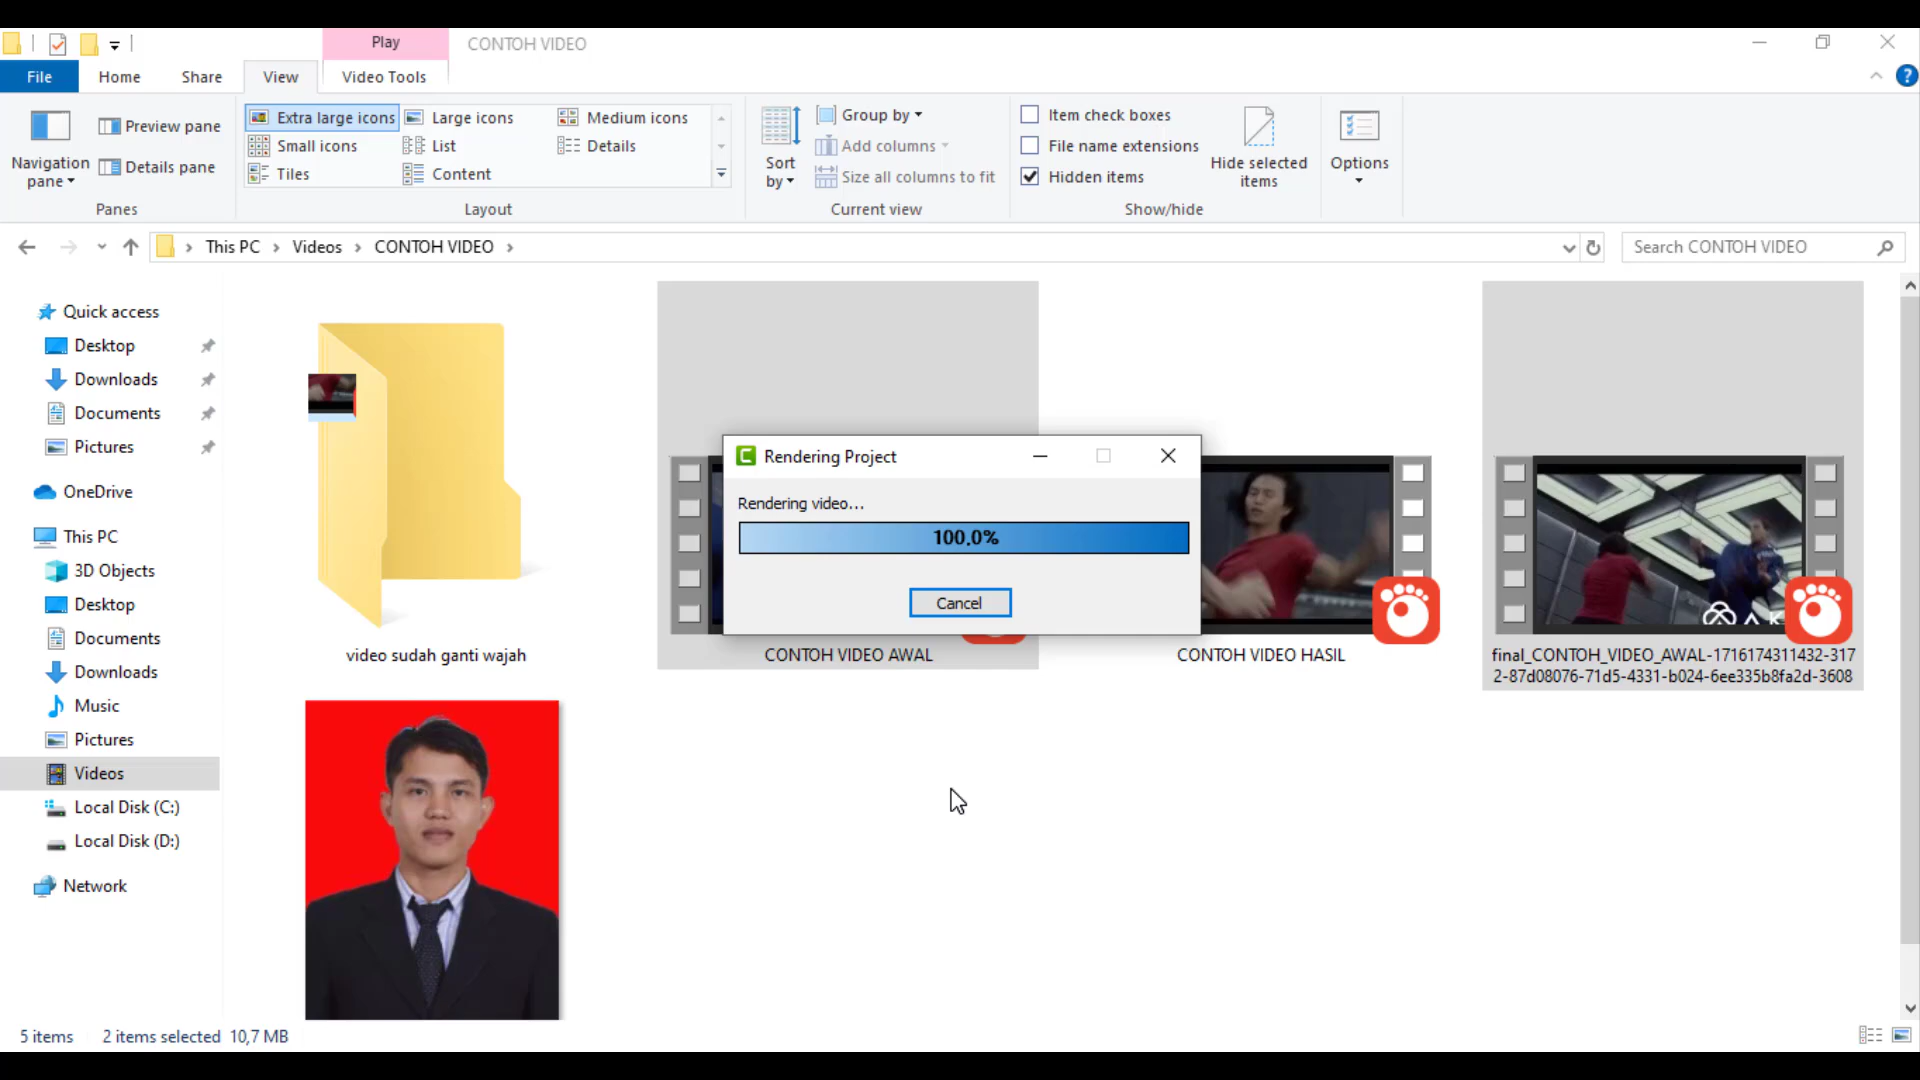 Play
CONTOH VIDEO
File
Home
Share
View
Video Tools
Navigation pane
Preview pane
Details pane
Panes
Extra large icons
Large icons
Medium icons
Small icons
List
Details
Tiles
Content
Layout
Sort by
Group by
Add columns
Size all columns to fit
Current view
Item check boxes
File name extensions
Hidden items
Hide selected items
Show/hide
Options
This PC
Videos
CONTOH VIDEO
Search CONTOH VIDEO
Quick access
Desktop
Downloads
Documents
Pictures
OneDrive
This PC
3D Objects
Desktop
Documents
Downloads
Music
Pictures
Videos
Local Disk (C:)
Local Disk (D:)
Network
Rendering Project
Rendering video...
100,0%
Cancel
video sudah ganti wajah
CONTOH VIDEO AWAL
CONTOH VIDEO HASIL
final_CONTOH_VIDEO_AWAL-1716174311432-317
2-87d08076-71d5-4331-b024-6ee335b8fa2d-3608
5 items
2 items selected
10,7 MB